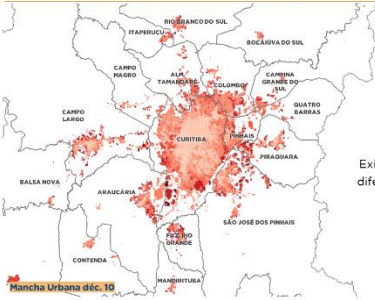 RIO BRANCO DO SUL
ITAPERUÇU
BOCAIÚVA DO SUL
CAMPO
MAGRO
ALM.
TAMANDARÉ
COLOMBO
CAMPINA
GRANDE DO
SUL
QUATRO
BARRAS
CAMPO
LARGO
CURITIBA
PINHAIS
PIRAQUARA
Exi
dife
BALSA NOVA
ARAUCÁRIA
SÃO JOSÉ DOS PINHAIS
FAZ. RIO
GRANDE
CONTENDA
MANDIRITUBA
Mancha Urbana déc. 10